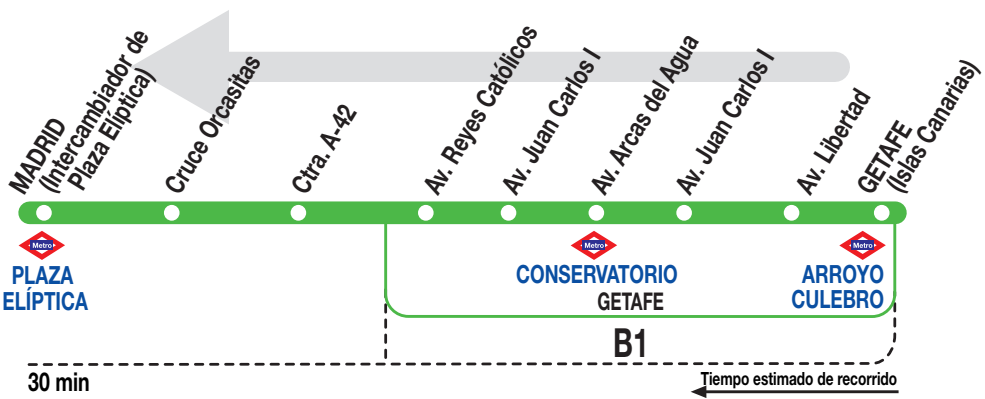 MADRID
(Intercambiador de
Plaza Elíptica)
Cruce Orcasitas
Ctra. A-42
Av. Reyes Católicos
Av. Juan Carlos I
Av. Arcas del Agua
Av. Juan Carlos I
Av. Libertad
GETAFE
(Islas Canarias)
Metro
Metro
Metro
PLAZA
ELÍPTICA
CONSERVATORIO
GETAFE
ARROYO
CULEBRO
B1
30 min
Tiempo estimado de recorrido